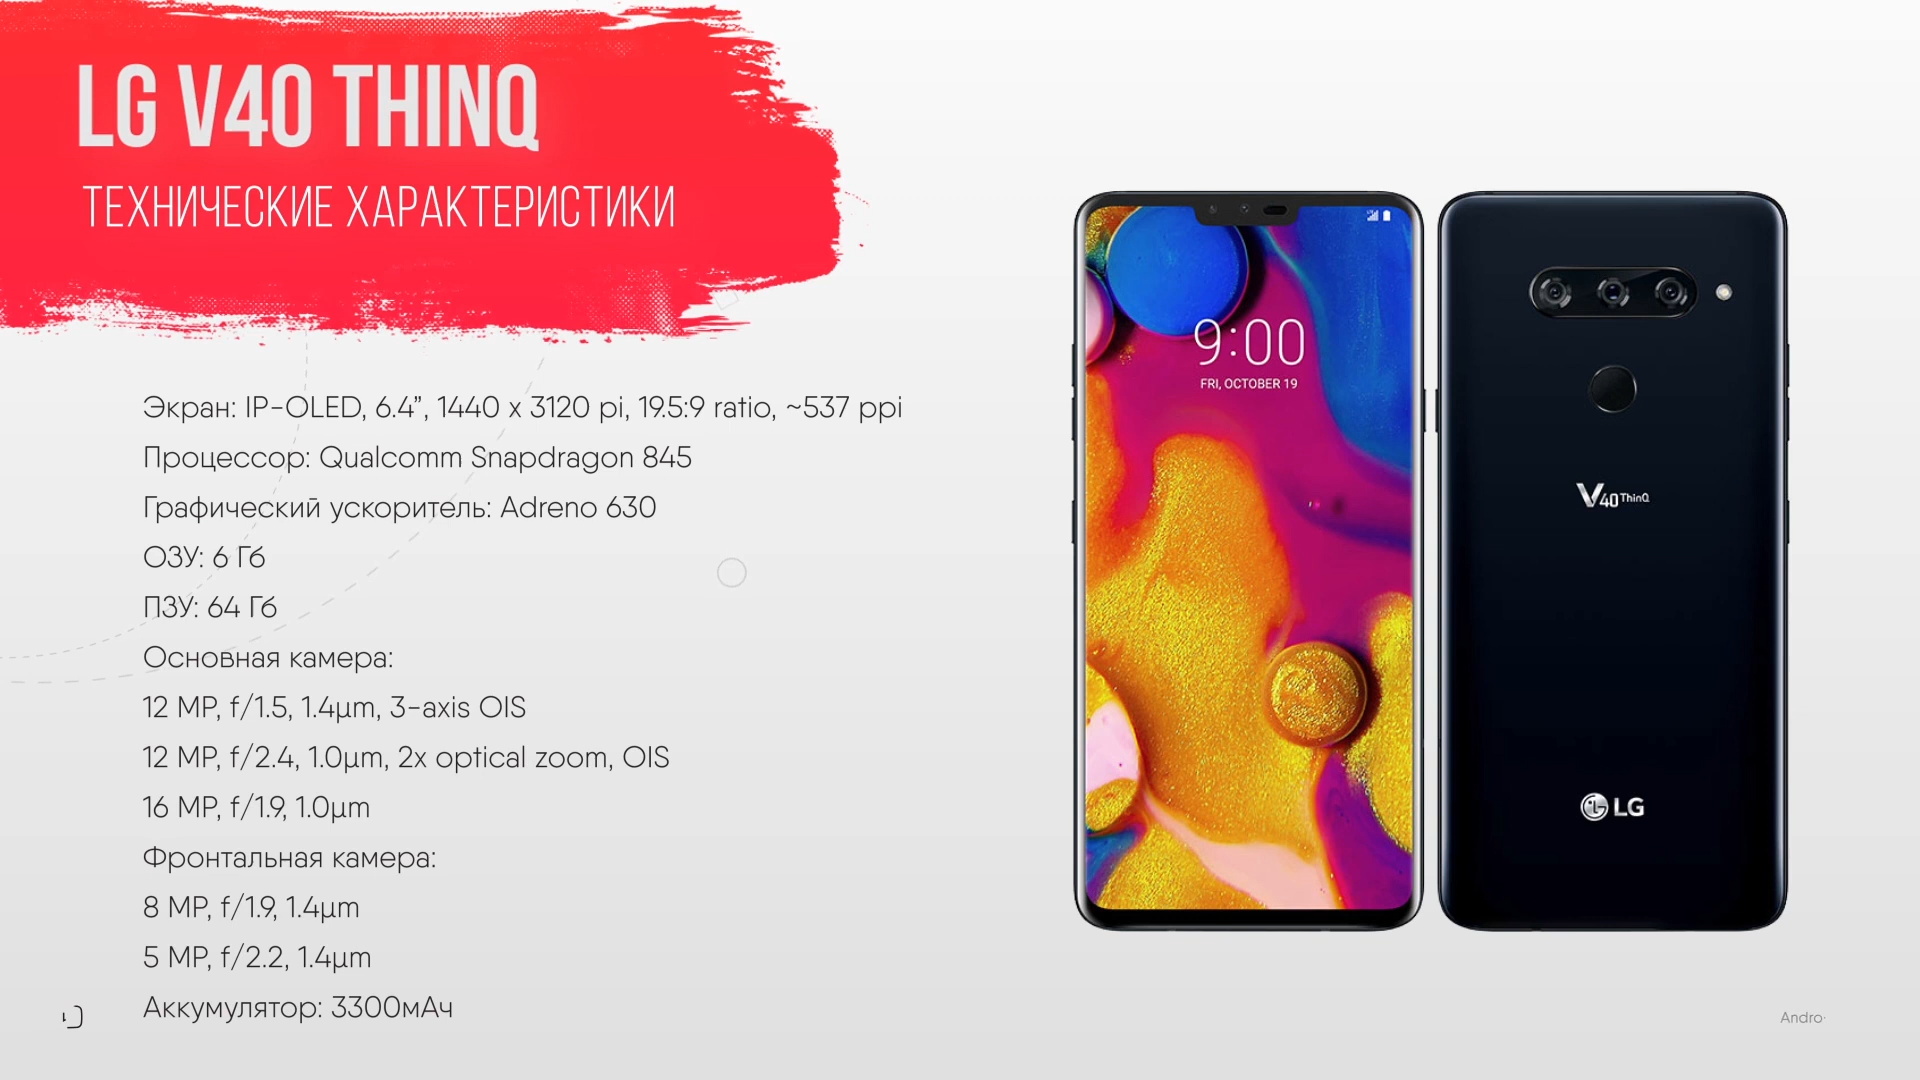 LG V40 THINQ
ТЕХНИЧЕСКИЕ ХАРАКТЕРИСТИКИ
Экран: IP-OLED, 6.4”, 1440 x 3120 pi, 19.5:9 ratio, ~537 ppi
Процессор: Qualcomm Snapdragon 845
Графический ускоритель: Adreno 630
ОЗУ: 6 Гб
ПЗУ: 64 Гб
Основная камера:
12 MP, f/1.5, 1.4µm, 3-axis OIS
12 MP, f/2.4, 1.0µm, 2x optical zoom, OIS
16 MP, f/1.9, 1.0µm
Фронтальная камера:
8 MP, f/1.9, 1.4µm
5 MP, f/2.2, 1.4µm
Аккумулятор: 3300мАч
9:00
FRI, OCTOBER 19
V40 ThinQ
LG
Andro